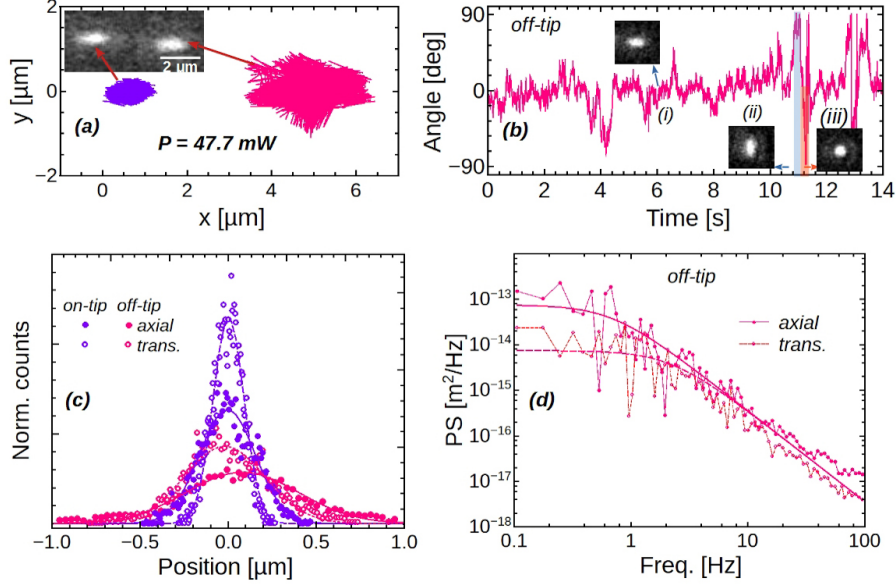 2
1
0
−1
−2
y [µm]
2 µm
(a)
P = 47.7 mW
0
2
4
6
x [µm]
90
0
−90
Angle [deg]
off-tip
(b)
(i)
(ii)
(iii)
0
2
4
6
8
10
12
14
Time [s]
Norm. counts
on-tip off-tip
axial
trans.
(c)
−1.0
−0.5
0.0
0.5
1.0
Position [µm]
10⁻¹³
10⁻¹⁴
10⁻¹⁵
10⁻¹⁶
10⁻¹⁷
10⁻¹⁸
PS [m²/Hz]
off-tip
axial
trans.
(d)
0.1
1
10
100
Freq. [Hz]